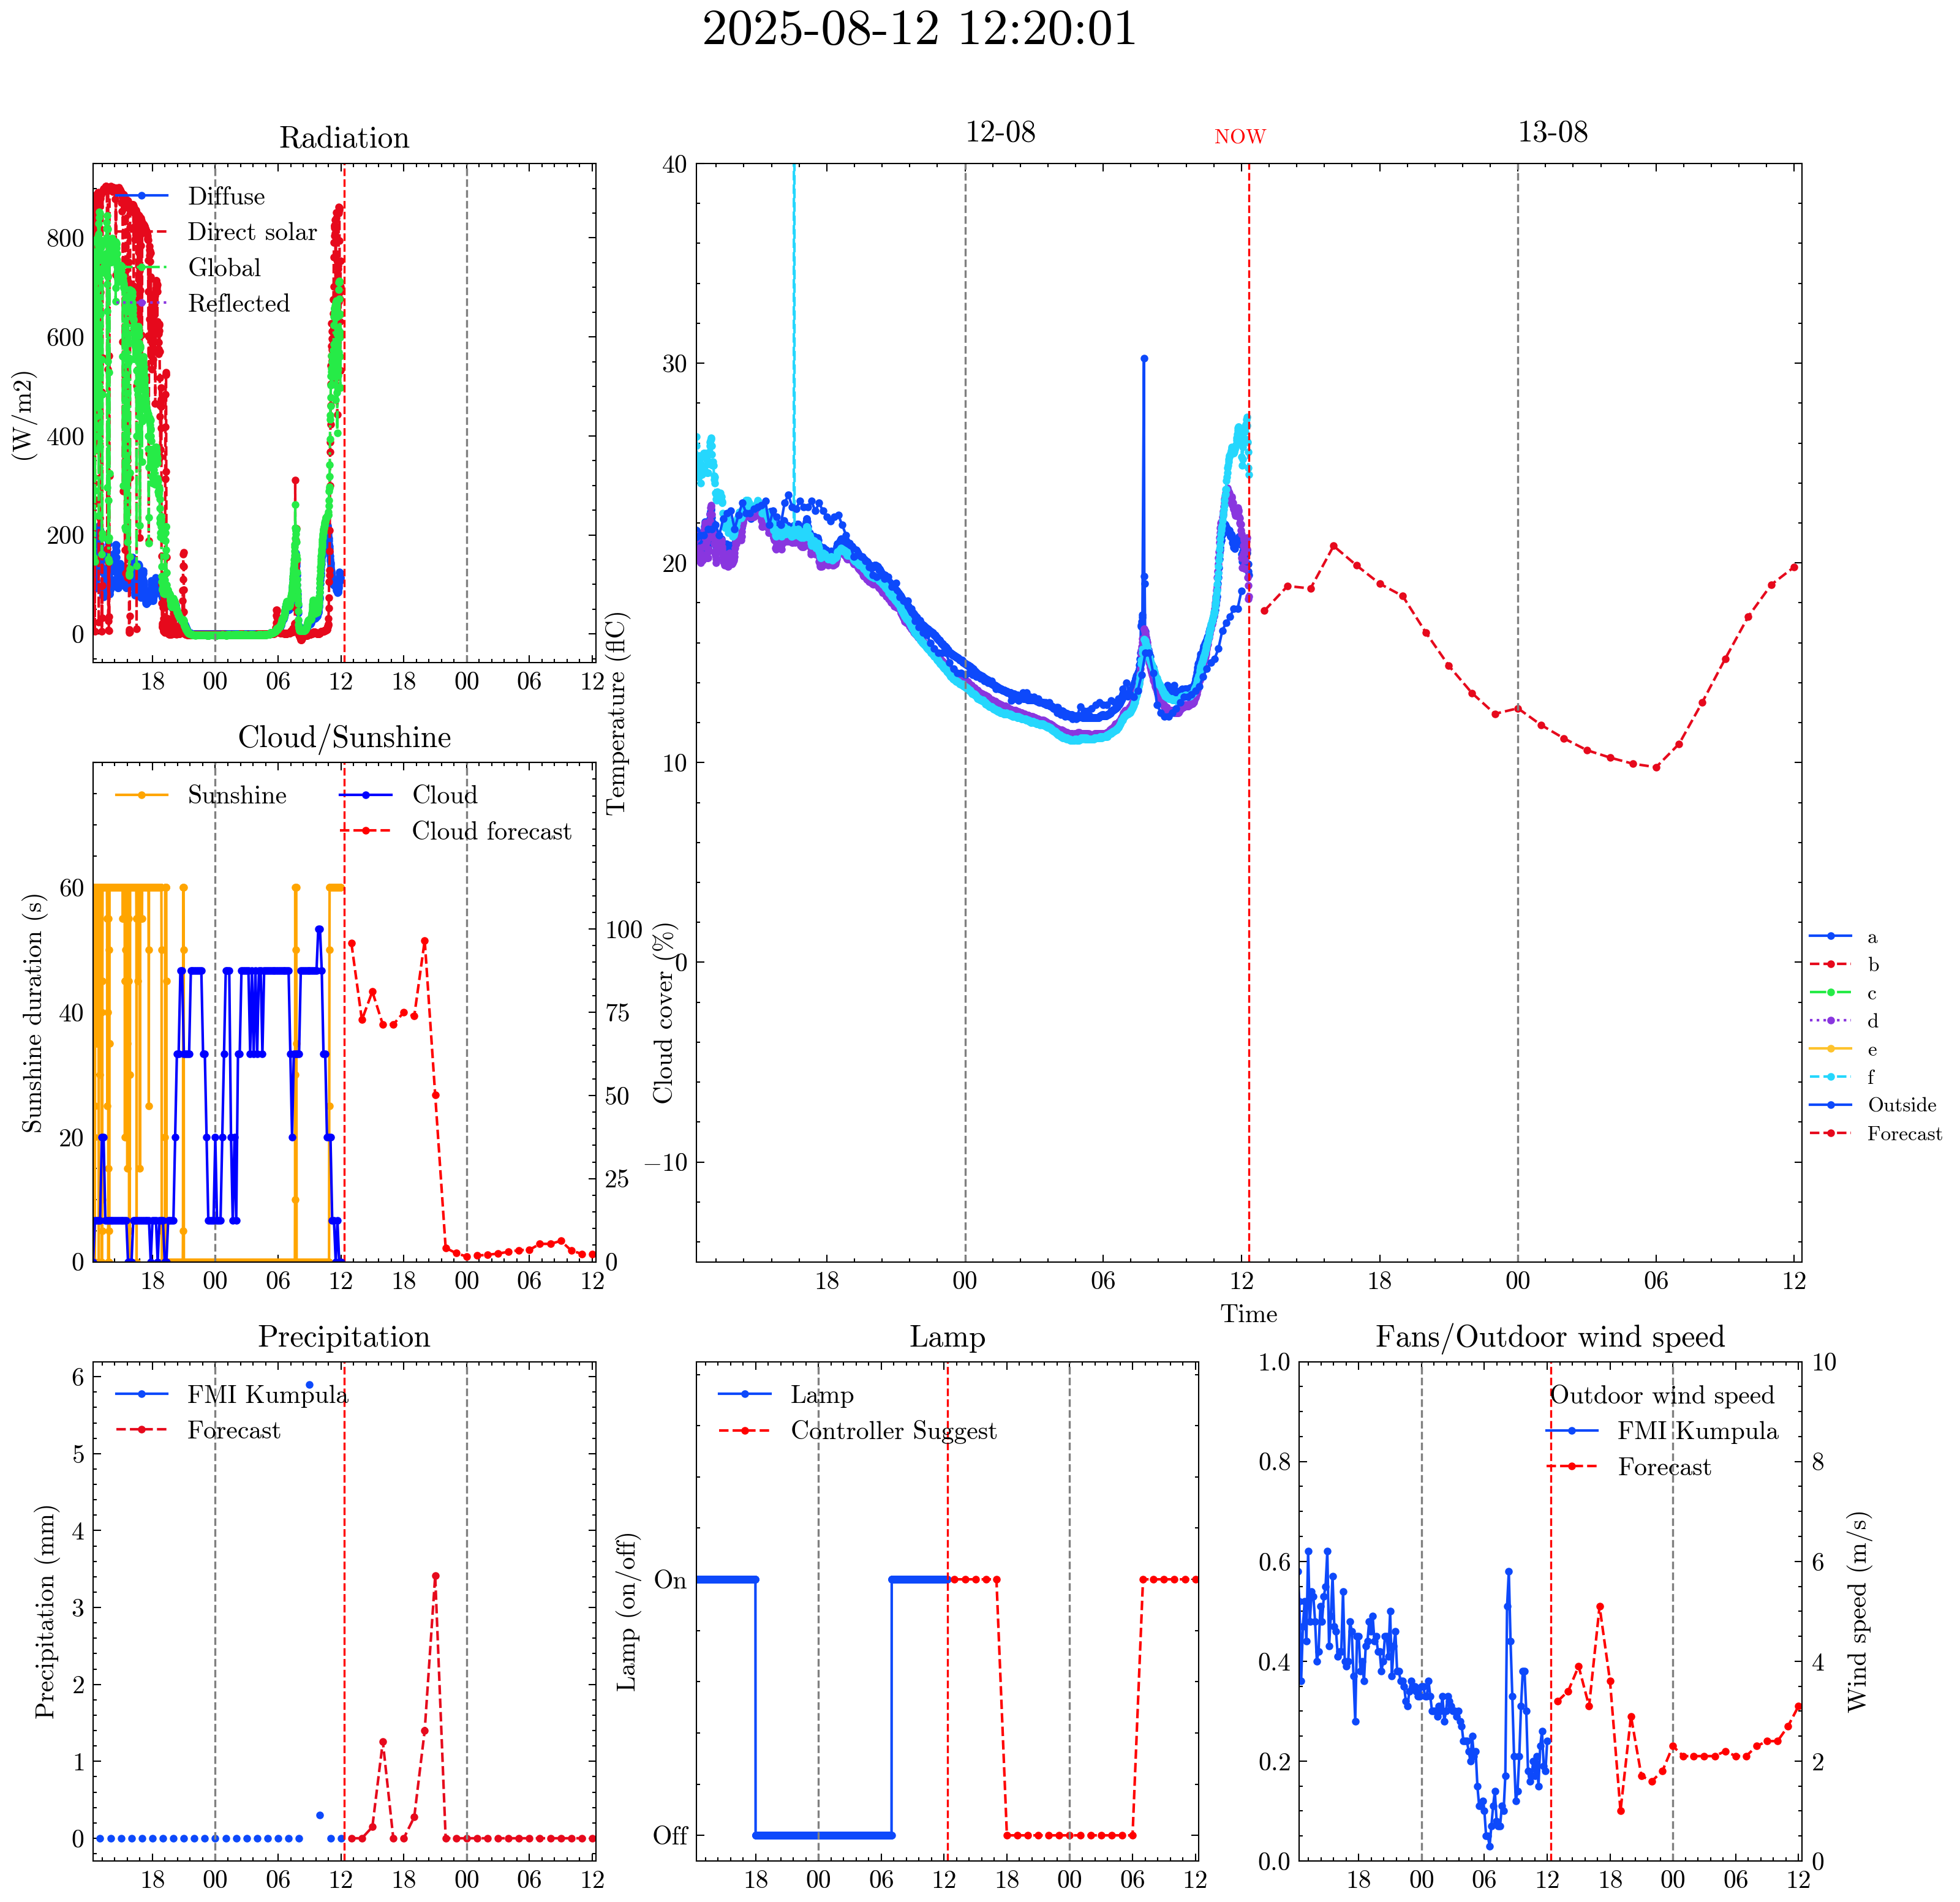 2025-08-12 12:20:01
Radiation
12-08
NOW
13-08
Diffuse
Direct solar
Global
Reflected
(W/m2)
800
600
400
200
0
18 00 06 12 18 00 06 12
Cloud/Sunshine
Sunshine
Cloud
Cloud forecast
Sunshine duration (s)
60
40
20
0
Cloud cover (%)
100
75
50
25
0
18 00 06 12 18 00 06 12
Temperature (flC)
40
30
20
10
0
−10
18 00 06 12 18 00 06 12
Time
a
b
c
d
e
f
Outside
Forecast
Precipitation
FMI Kumpula
Forecast
Precipitation (mm)
6
5
4
3
2
1
0
18 00 06 12 18 00 06 12
Lamp
Lamp
Controller Suggest
Lamp (on/off)
On
Off
18 00 06 12 18 00 06 12
Fans/Outdoor wind speed
Outdoor wind speed
FMI Kumpula
Forecast
1.0
0.8
0.6
0.4
0.2
0.0
10
8
6
4
2
0
Wind speed (m/s)
18 00 06 12 18 00 06 12